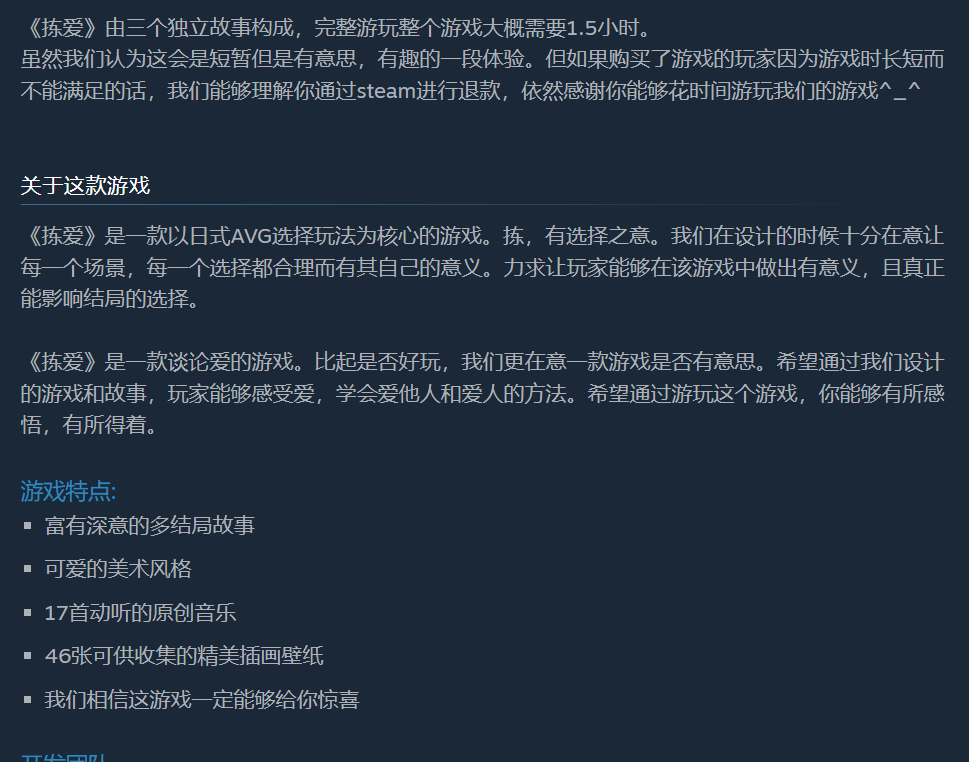 《拣爱》由三个独立故事构成，完整游玩整个游戏大概需要1.5小时。
虽然我们认为这会是短暂但是有意思，有趣的一段体验。但如果购买了游戏的玩家因为游戏时长短而
不能满足的话，我们能够理解你通过steam进行退款，依然感谢你能够花时间游玩我们的游戏^_^
关于这款游戏
《拣爱》是一款以日式AVG选择玩法为核心的游戏。拣，有选择之意。我们在设计的时候十分在意让
每一个场景，每一个选择都合理而有其自己的意义。力求让玩家能够在该游戏中做出有意义，且真正
能影响结局的选择。
《拣爱》是一款谈论爱的游戏。比起是否好玩，我们更在意一款游戏是否有意思。希望通过我们设计
的游戏和故事，玩家能够感受爱，学会爱他人和爱人的方法。希望通过游玩这个游戏，你能够有所感
悟，有所得着。
游戏特点:
▪ 富有深意的多结局故事
▪ 可爱的美术风格
▪ 17首动听的原创音乐
▪ 46张可供收集的精美插画壁纸
▪ 我们相信这游戏一定能够给你惊喜
开发团队